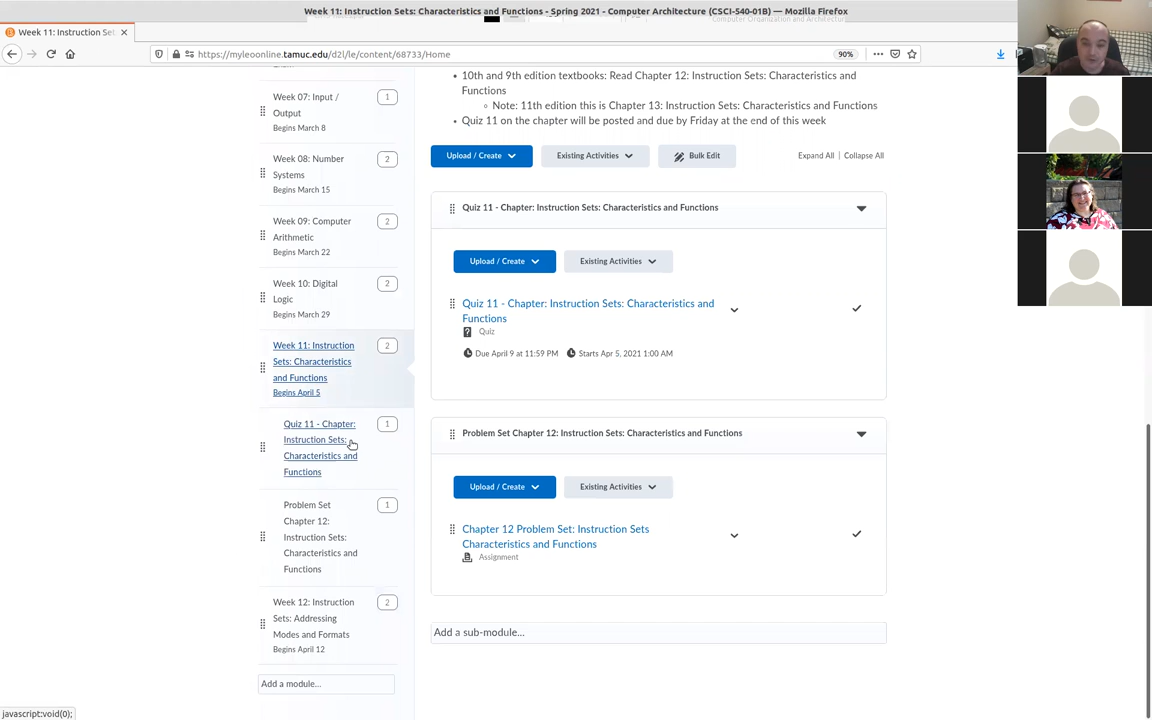 Week 11: Instruction Sets: Characteristics and Functions - Spring 2021 - Computer Architecture (CSCI-540-01B) — Mozilla Firefox
Computer Organization and Architecture
Week 11: Instruction Set
https://myleoonline.tamuc.edu/d2l/le/content/68733/Home
90%
Week 07: Input /
Output
Begins March 8
1
Week 08: Number
Systems
Begins March 15
2
Week 09: Computer
Arithmetic
Begins March 22
2
Week 10: Digital
Logic
Begins March 29
2
Week 11: Instruction
Sets: Characteristics
and Functions
Begins April 5
2
Quiz 11 - Chapter:
Instruction Sets:
Characteristics and
Functions
1
Problem Set
Chapter 12:
Instruction Sets:
Characteristics and
Functions
1
Week 12: Instruction
Sets: Addressing
Modes and Formats
Begins April 12
2
Add a module...
10th and 9th edition textbooks: Read Chapter 12: Instruction Sets: Characteristics and
Functions
Note: 11th edition this is Chapter 13: Instruction Sets: Characteristics and Functions
Quiz 11 on the chapter will be posted and due by Friday at the end of this week
Upload / Create
Existing Activities
Bulk Edit
Expand All | Collapse All
Quiz 11 - Chapter: Instruction Sets: Characteristics and Functions
Upload / Create
Existing Activities
Quiz 11 - Chapter: Instruction Sets: Characteristics and
Functions
Quiz
Due April 9 at 11:59 PM
Starts Apr 5, 2021 1:00 AM
Problem Set Chapter 12: Instruction Sets: Characteristics and Functions
Upload / Create
Existing Activities
Chapter 12 Problem Set: Instruction Sets
Characteristics and Functions
Assignment
Add a sub-module...
javascript:void(0);